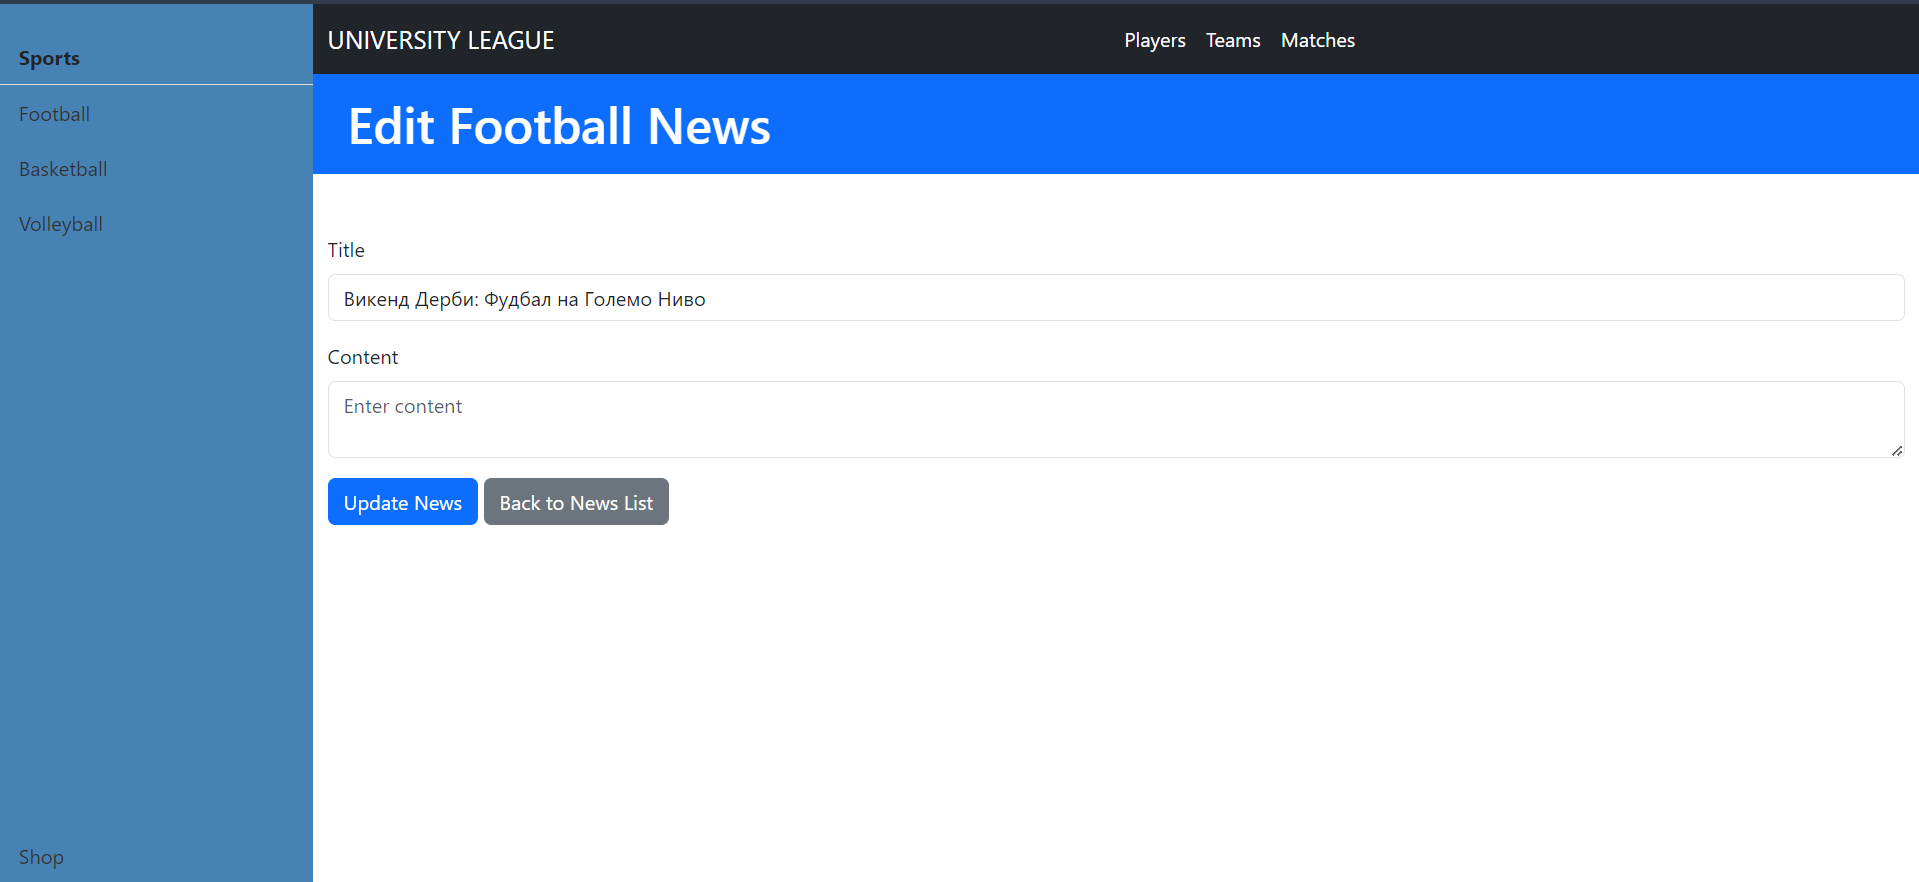 Sports
Football
Basketball
Volleyball
Shop
UNIVERSITY LEAGUE
Players Teams Matches
Edit Football News
Title
Викенд Дерби: Фудбал на Големо Ниво
Content
Enter content
Update News Back to News List